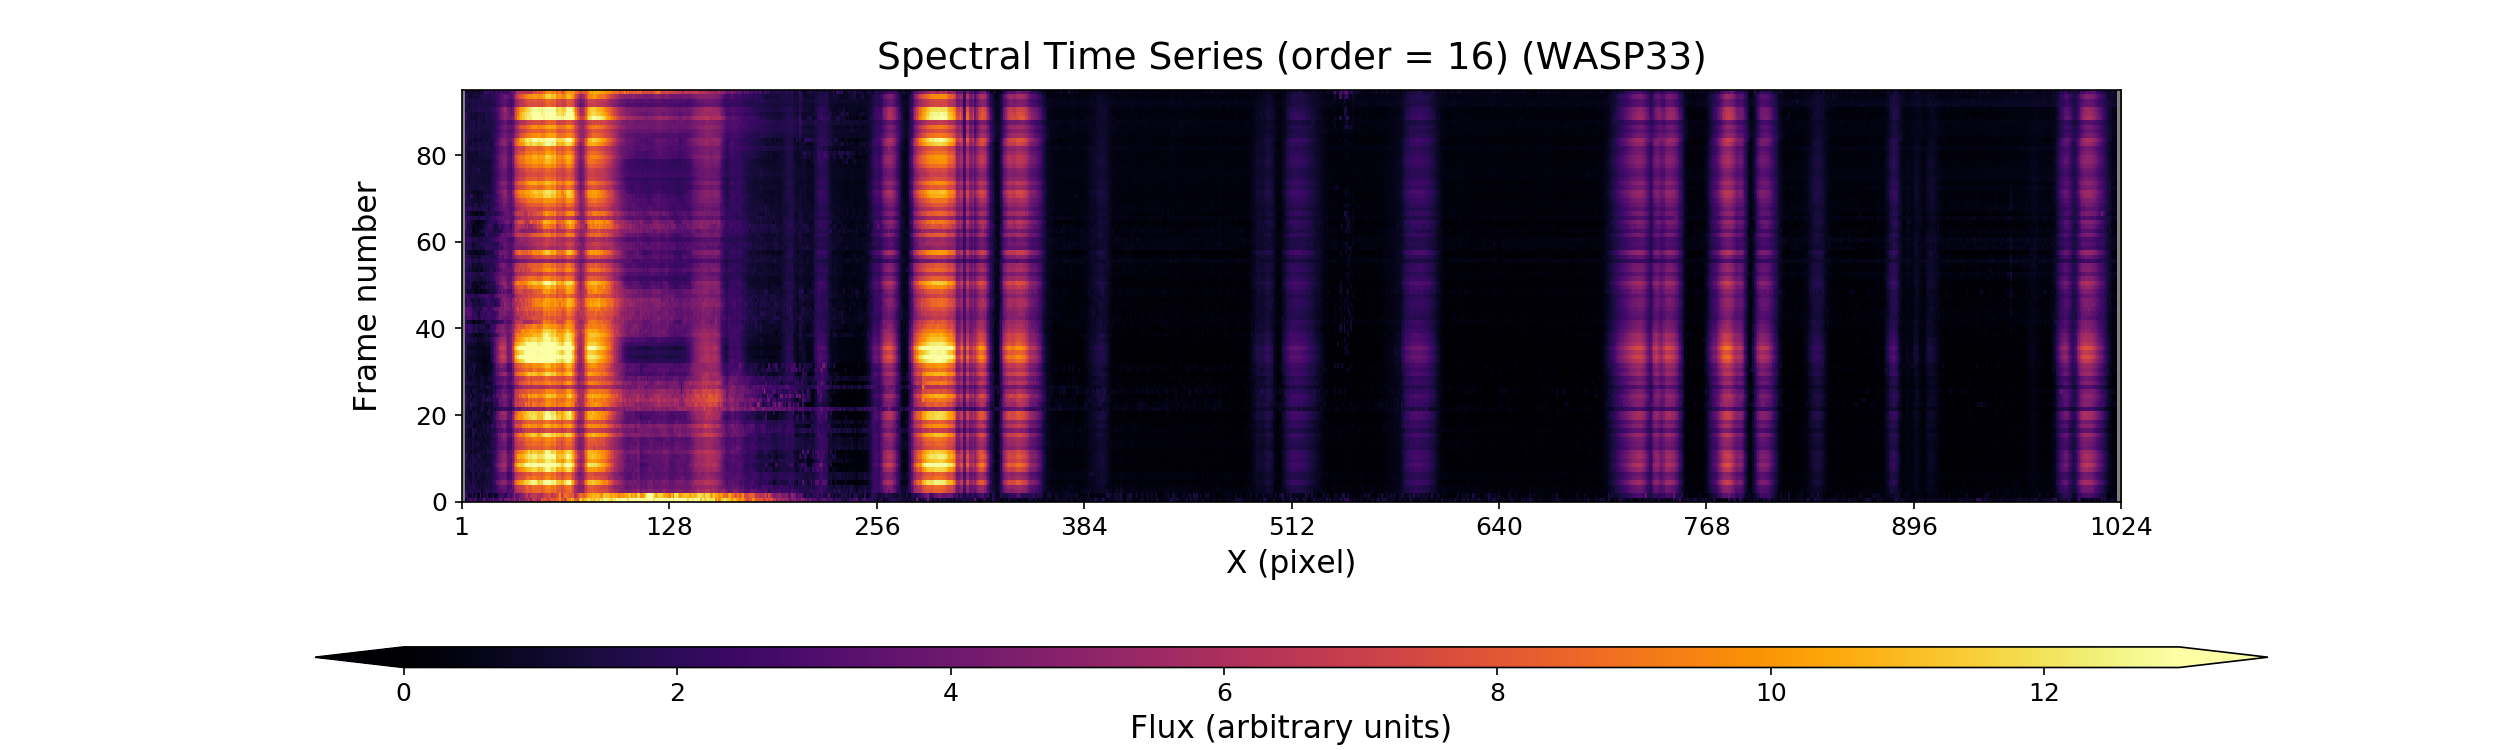 Spectral Time Series (order = 16) (WASP33)
Frame number
80
60
40
20
0
1 128 256 384 512 640 768 896 1024
X (pixel)
0 2 4 6 8 10 12
Flux (arbitrary units)